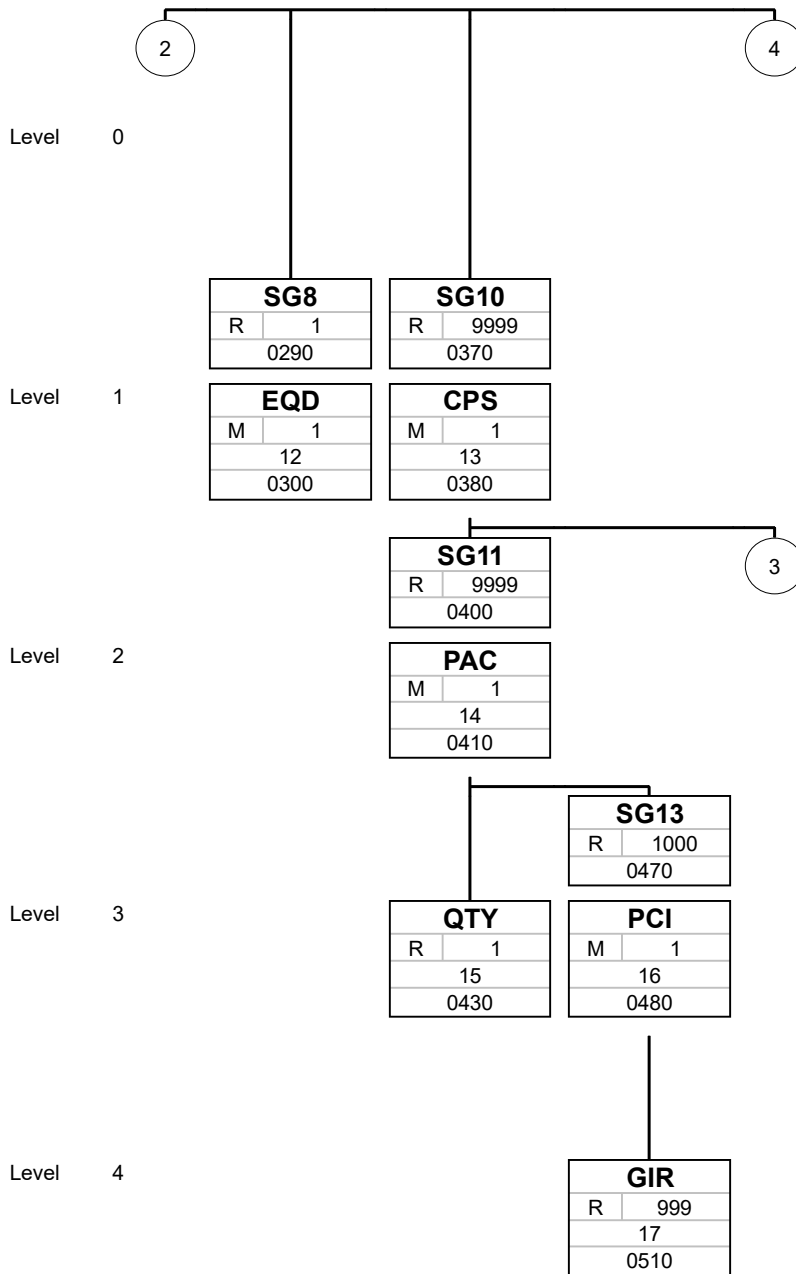 2
4
Level 0
SG8
R 1
0290
SG10
R 9999
0370
Level 1
EQD
M 1
12
0300
CPS
M 1
13
0380
3
SG11
R 9999
0400
Level 2
PAC
M 1
14
0410
SG13
R 1000
0470
Level 3
QTY
R 1
15
0430
PCI
M 1
16
0480
Level 4
GIR
R 999
17
0510